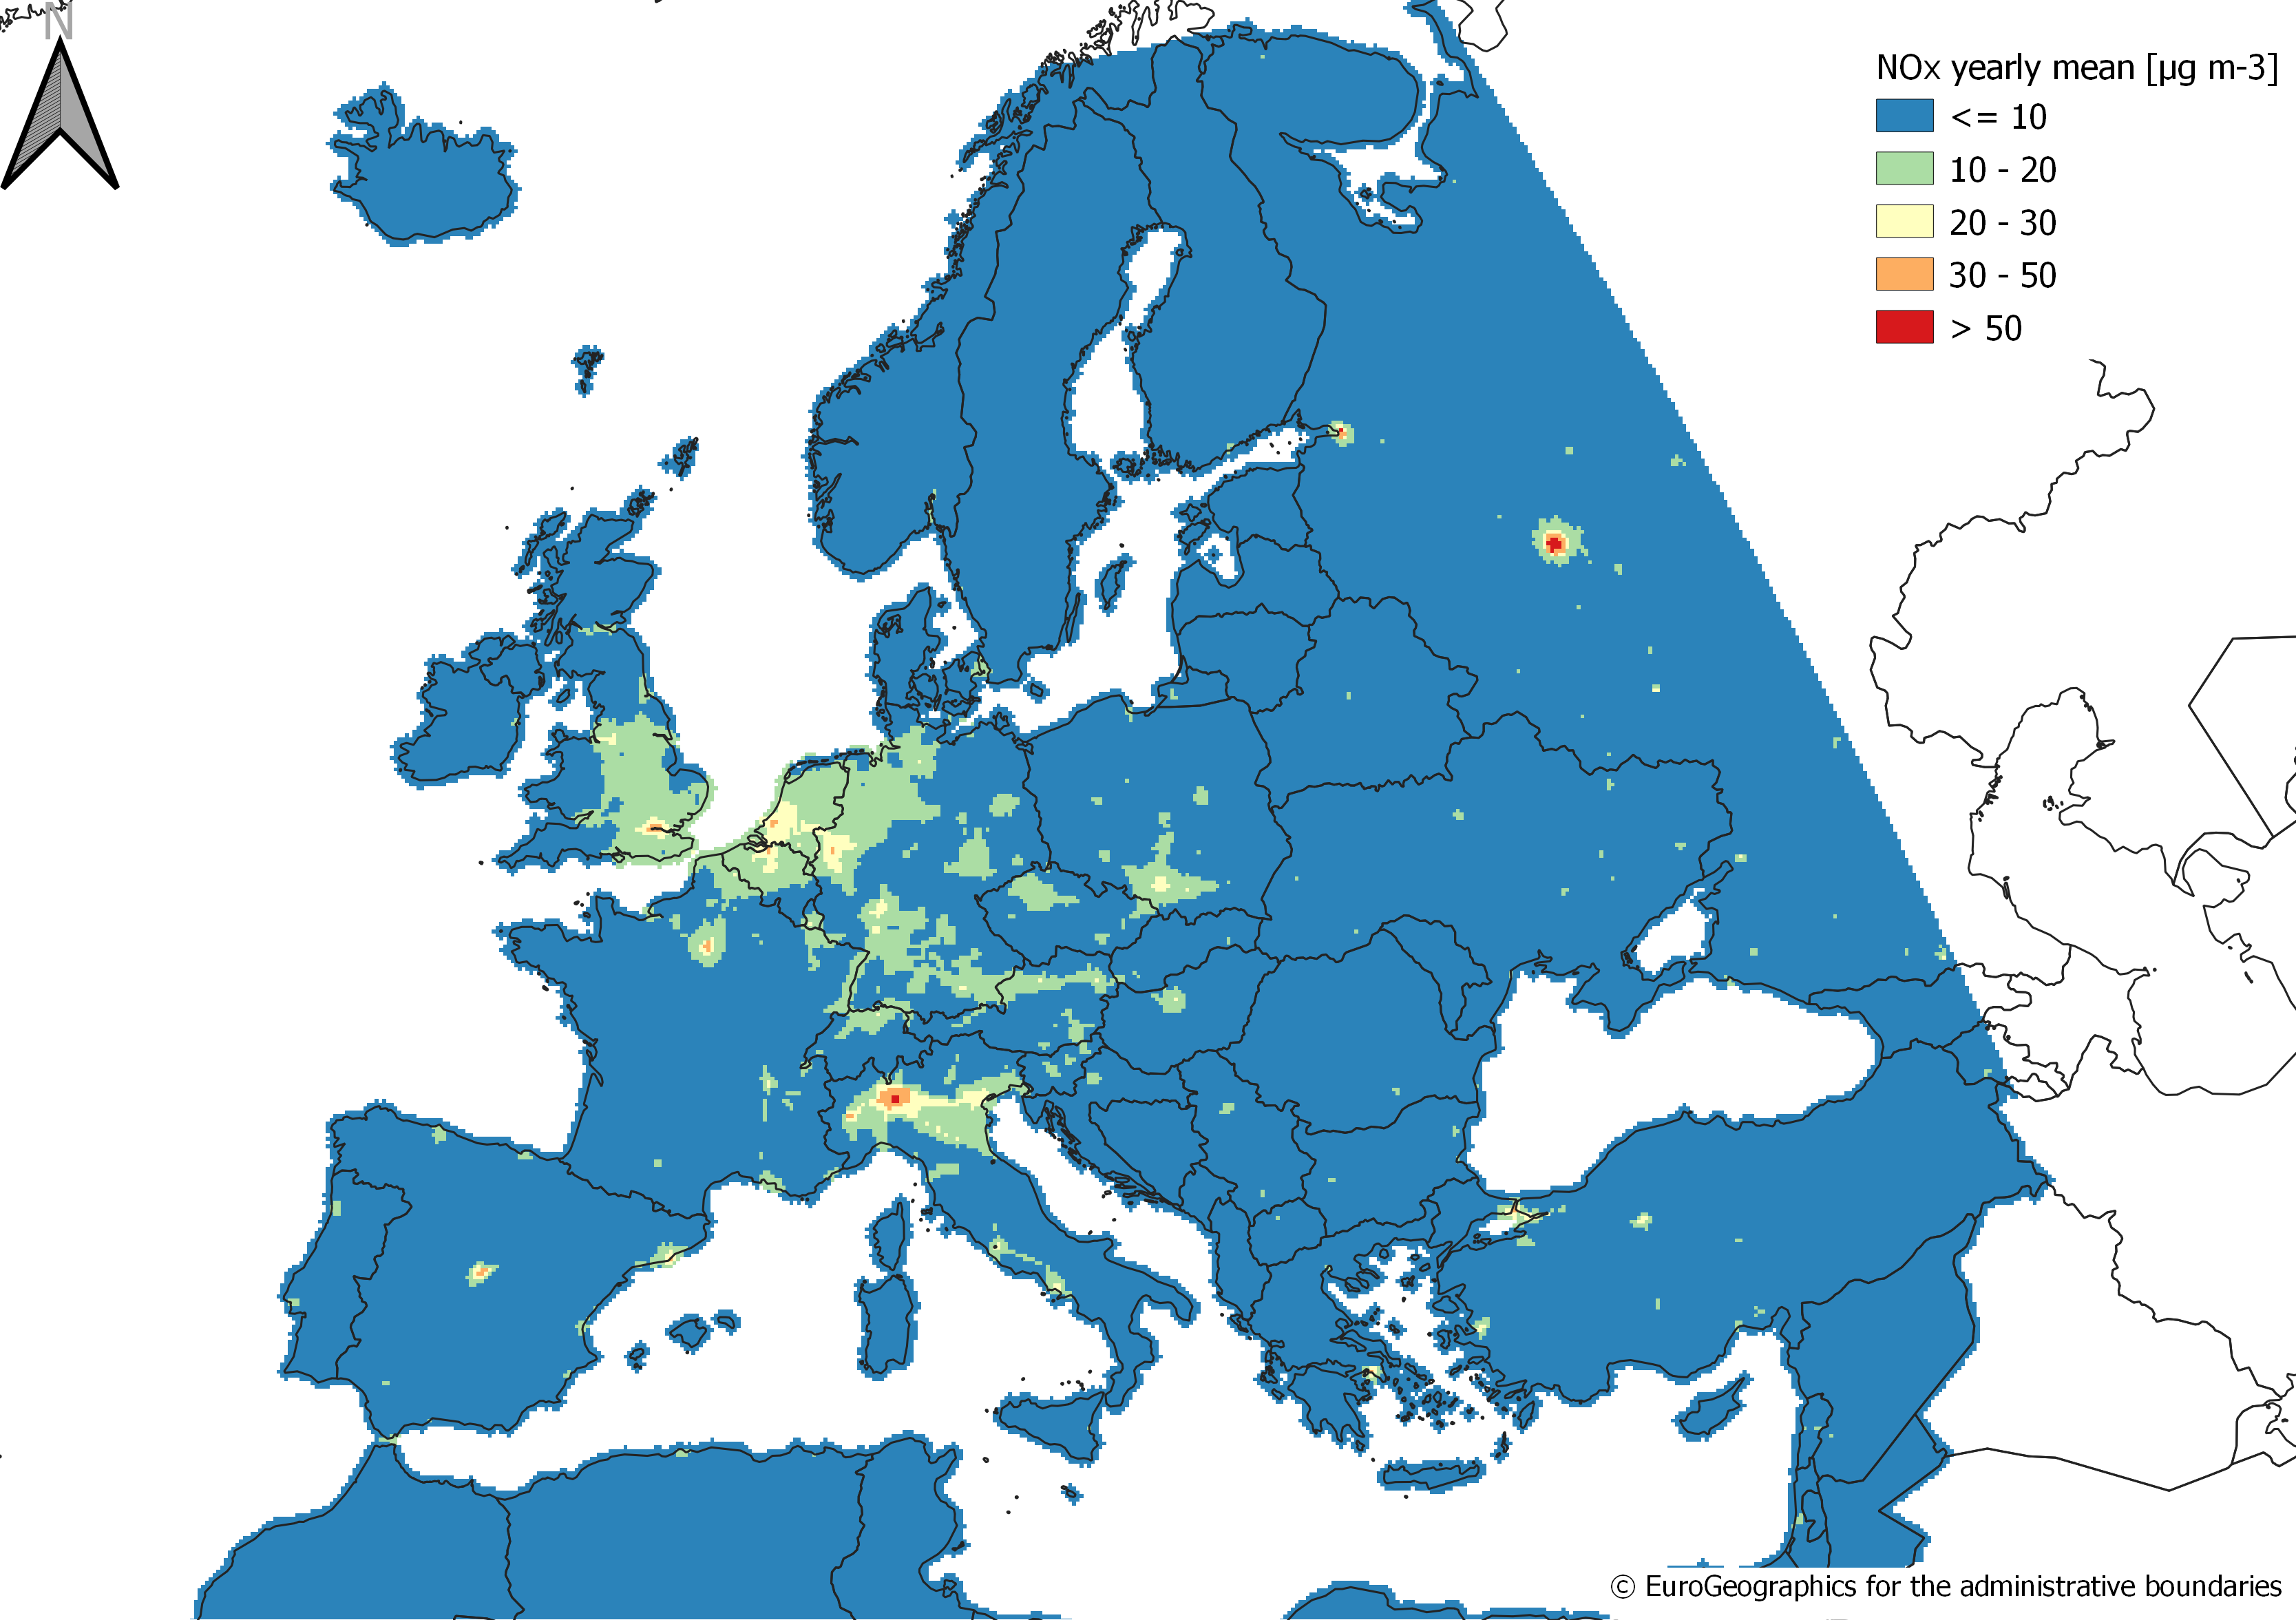 N
NOx yearly mean [µg m-3]
<= 10
10 - 20
20 - 30
30 - 50
> 50
© EuroGeographics for the administrative boundaries